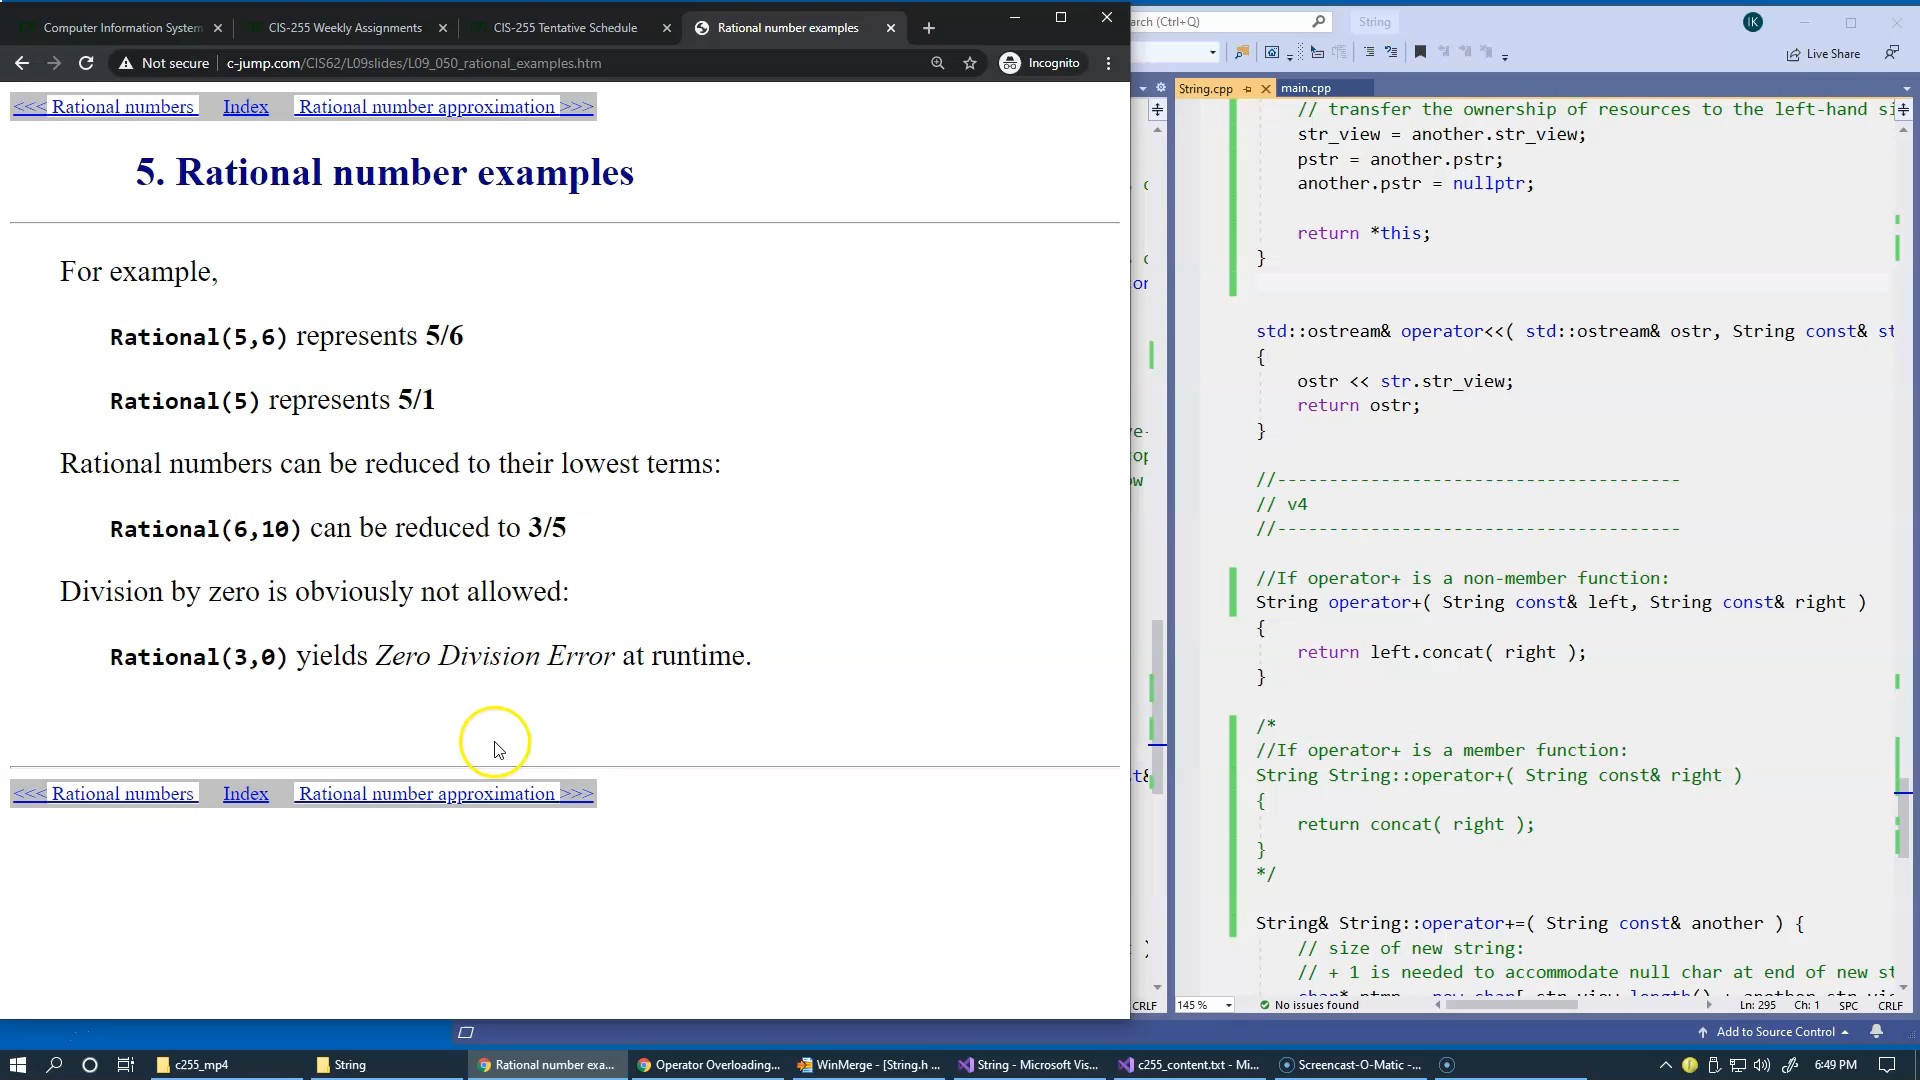 Computer Information System
CIS-255 Weekly Assignments
CIS-255 Tentative Schedule
Rational number examples
Not secure
c-jump.com/CIS62/L09slides/L09_050_rational_examples.htm
Incognito
<<< Rational numbers Index Rational number approximation >>>
5. Rational number examples
For example,
Rational(5,6) represents 5/6
Rational(5) represents 5/1
Rational numbers can be reduced to their lowest terms:
Rational(6,10) can be reduced to 3/5
Division by zero is obviously not allowed:
Rational(3,0) yields Zero Division Error at runtime.
<<< Rational numbers Index Rational number approximation >>>
arch (Ctrl+Q)
String
IK
Live Share
String.cpp
main.cpp
// transfer the ownership of resources to the left-hand si
str_view = another.str_view;
pstr = another.pstr;
another.pstr = nullptr;
return *this;
}
std::ostream& operator<<( std::ostream& ostr, String const& st
{
ostr << str.str_view;
return ostr;
}
//---------------------------------------
// v4
//---------------------------------------
//If operator+ is a non-member function:
String operator+( String const& left, String const& right )
{
return left.concat( right );
}
/*
//If operator+ is a member function:
String String::operator+( String const& right )
{
return concat( right );
}
*/
String& String::operator+=( String const& another ) {
// size of new string:
// + 1 is needed to accommodate null char at end of new st
CRLF
145 %
No issues found
Ln: 295
Ch: 1
SPC
CRLF
Add to Source Control
c255_mp4
String
Rational number exa...
Operator Overloading...
WinMerge - [String.h ...
String - Microsoft Vis...
c255_content.txt - Mi...
Screencast-O-Matic -...
6:49 PM